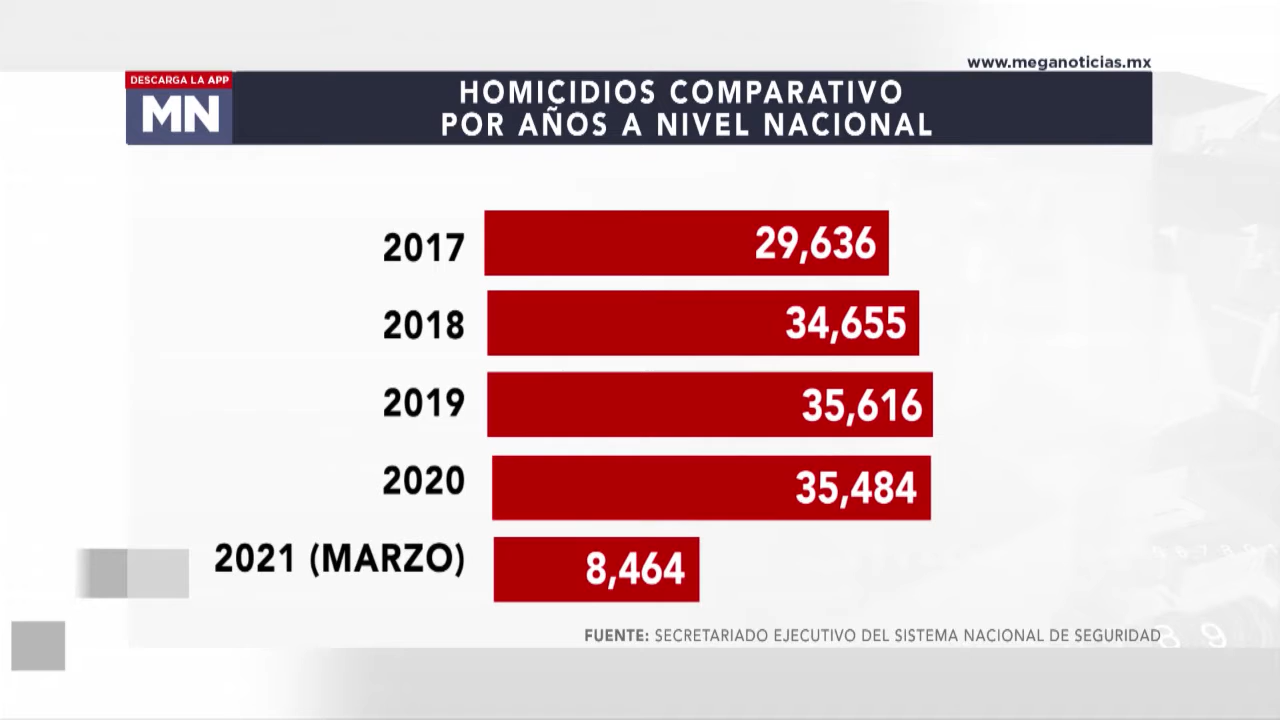 www.meganoticias.mx
DESCARGA LA APP
MN
HOMICIDIOS COMPARATIVO
POR AÑOS A NIVEL NACIONAL
2017 29,636
2018 34,655
2019 35,616
2020 35,484
2021 (MARZO) 8,464
FUENTE: SECRETARIADO EJECUTIVO DEL SISTEMA NACIONAL DE SEGURIDAD